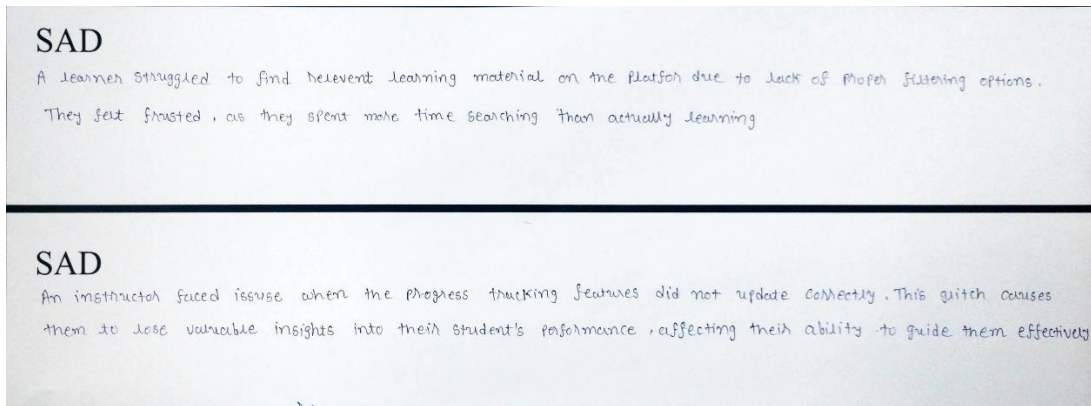 SAD
A learner struggled to find relevent learning material on the platfor due to lack of proper filtering options.
They felt frusted, as they spent more time searching than actually learning
SAD
An instructor faced issuse when the progress tracking features did not update correctly. This glitch causes
them to lose valuable insights into their student's performance, affecting their ability to guide them effectively